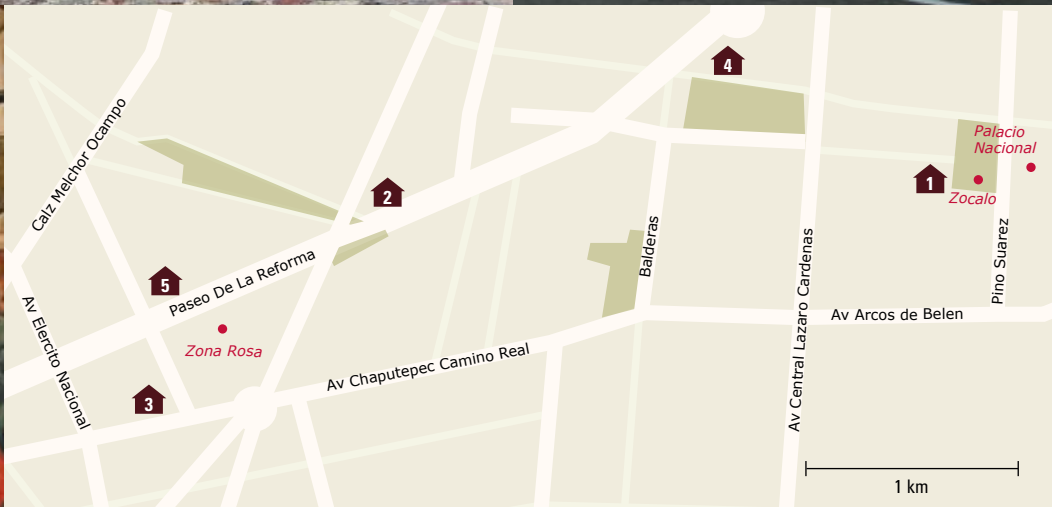 4
Palacio
Nacional
1
Zocalo
Calz Melchor Ocampo
2
Balderas
Av Central Lazaro Cardenas
Pino Suarez
5
Paseo De La Reforma
Av Elercito Nacional
Zona Rosa
Av Arcos de Belen
Av Chaputepec Camino Real
3
1 km